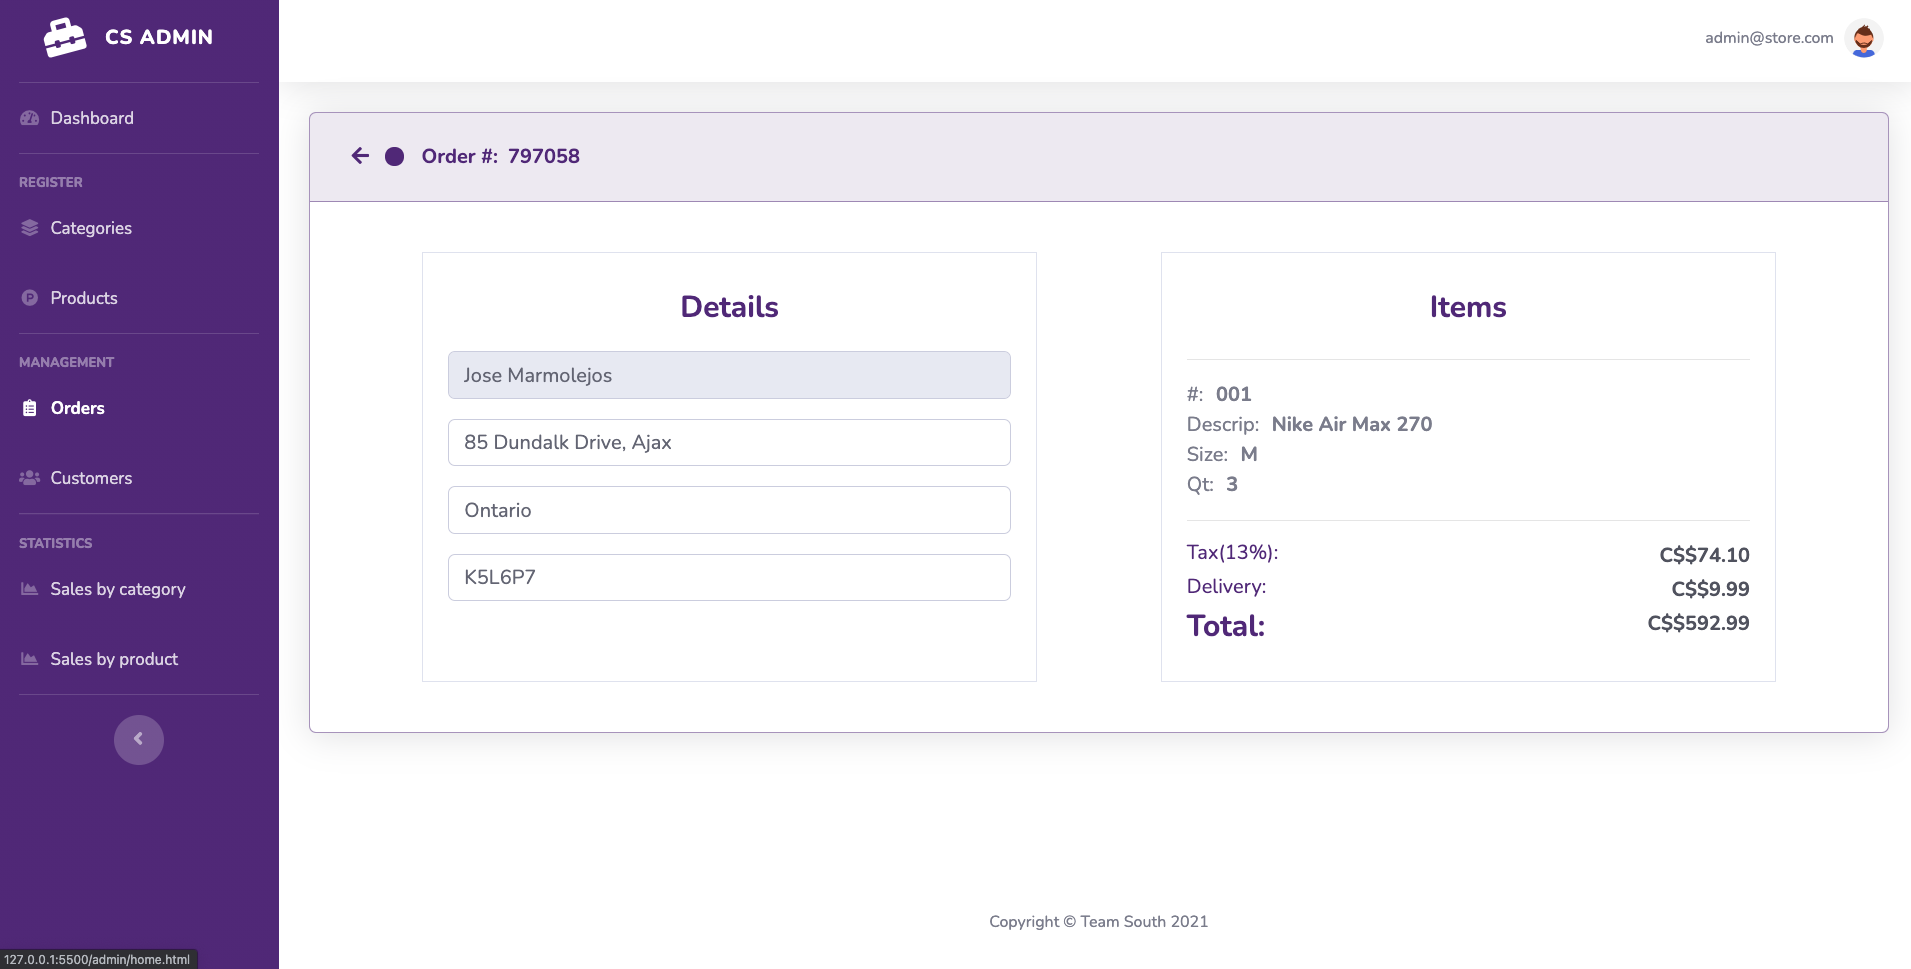 CS ADMIN
admin@store.com
Dashboard
REGISTER
Categories
Products
MANAGEMENT
Orders
Customers
STATISTICS
Sales by category
Sales by product
Order #: 797058
Details
Jose Marmolejos
85 Dundalk Drive, Ajax
Ontario
K5L6P7
Items
#: 001
Descrip: Nike Air Max 270
Size: M
Qt: 3
Tax(13%): C$$74.10
Delivery: C$$9.99
Total: C$$592.99
Copyright © Team South 2021
127.0.0.1:5500/admin/home.html